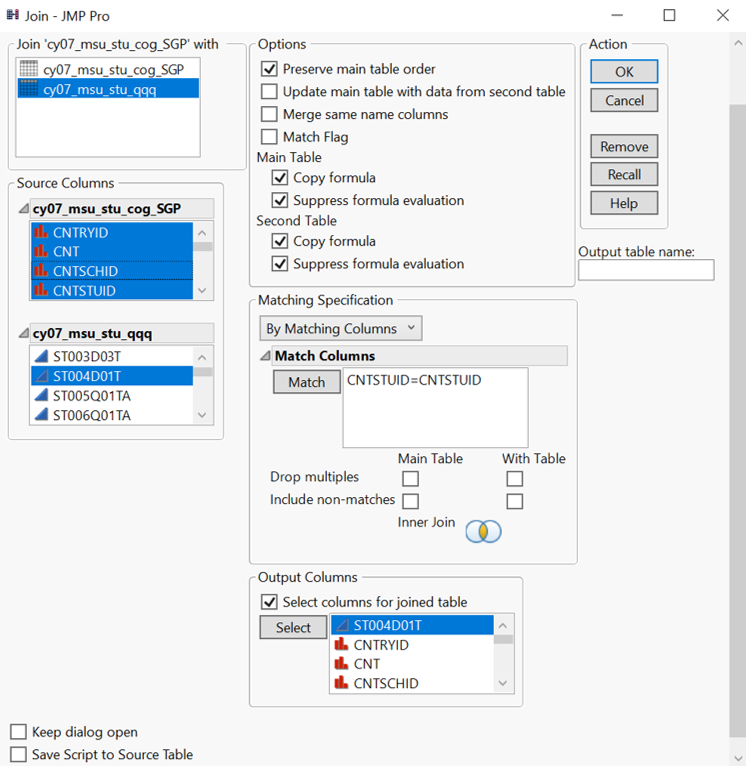 Join - JMP Pro
Join 'cy07_msu_stu_cog_SGP' with
cy07_msu_stu_cog_SGP
cy07_msu_stu_qqq
Source Columns
cy07_msu_stu_cog_SGP
CNTRYID
CNT
CNTSCHID
CNTSTUID
cy07_msu_stu_qqq
ST003D03T
ST004D01T
ST005Q01TA
ST006Q01TA
Options
Preserve main table order
Update main table with data from second table
Merge same name columns
Match Flag
Main Table
Copy formula
Suppress formula evaluation
Second Table
Copy formula
Suppress formula evaluation
Matching Specification
By Matching Columns
Match Columns
Match
CNTSTUID=CNTSTUID
Main Table With Table
Drop multiples
Include non-matches
Inner Join
Output Columns
Select columns for joined table
Select
ST004D01T
CNTRYID
CNT
CNTSCHID
Action
OK
Cancel
Remove
Recall
Help
Output table name:
Keep dialog open
Save Script to Source Table